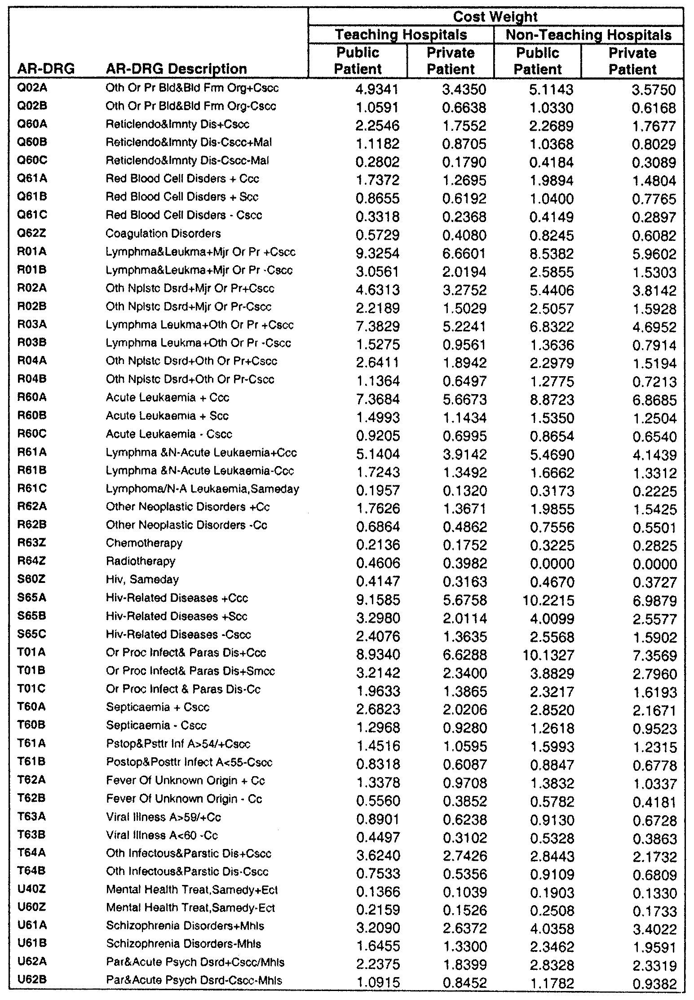 Cost Weight
Teaching Hospitals Non-Teaching Hospitals
Public Private Public Private
AR-DRG AR-DRG Description Patient Patient Patient Patient
Q02A Oth Or Pr Bld&Bld Frm Org+Cscc 4.9341 3.4350 5.1143 3.5750
Q02B Oth Or Pr Bld&Bld Frm Org-Cscc 1.0591 0.6638 1.0330 0.6168
Q60A Reticlendo&Imnty Dis+Cscc 2.2546 1.7552 2.2689 1.7677
Q60B Reticlendo&Imnty Dis-Cscc+Mal 1.1182 0.8705 1.0368 0.8029
Q60C Reticlendo&Imnty Dis-Cscc-Mal 0.2802 0.1790 0.4184 0.3089
Q61A Red Blood Cell Disders + Ccc 1.7372 1.2695 1.9894 1.4804
Q61B Red Blood Cell Disders + Scc 0.8655 0.6192 1.0400 0.7765
Q61C Red Blood Cell Disders - Cscc 0.3318 0.2368 0.4149 0.2897
Q62Z Coagulation Disorders 0.5729 0.4080 0.8245 0.6082
R01A Lymphma&Leukma+Mjr Or Pr +Cscc 9.3254 6.6601 8.5382 5.9602
R01B Lymphma&Leukma+Mjr Or Pr -Cscc 3.0561 2.0194 2.5855 1.5303
R02A Oth Nplstc Dsrd+Mjr Or Pr+Cscc 4.6313 3.2752 5.4406 3.8142
R02B Oth Nplstc Dsrd+Mjr Or Pr-Cscc 2.2189 1.5029 2.5057 1.5928
R03A Lymphma Leukma+Oth Or Pr +Cscc 7.3829 5.2241 6.8322 4.6952
R03B Lymphma Leukma+Oth Or Pr -Cscc 1.5275 0.9561 1.3636 0.7914
R04A Oth Nplstc Dsrd+Oth Or Pr+Cscc 2.6411 1.8942 2.2979 1.5194
R04B Oth Nplstc Dsrd+Oth Or Pr-Cscc 1.1364 0.6497 1.2775 0.7213
R60A Acute Leukaemia + Ccc 7.3684 5.6673 8.8723 6.8685
R60B Acute Leukaemia + Scc 1.4993 1.1434 1.5350 1.2504
R60C Acute Leukaemia - Cscc 0.9205 0.6995 0.8654 0.6540
R61A Lymphma &N-Acute Leukaemia+Ccc 5.1404 3.9142 5.4690 4.1439
R61B Lymphma &N-Acute Leukaemia-Ccc 1.7243 1.3492 1.6662 1.3312
R61C Lymphoma/N-A Leukaemia,Sameday 0.1957 0.1320 0.3173 0.2225
R62A Other Neoplastic Disorders +Cc 1.7626 1.3671 1.9855 1.5425
R62B Other Neoplastic Disorders -Cc 0.6864 0.4862 0.7556 0.5501
R63Z Chemotherapy 0.2136 0.1752 0.3225 0.2825
R64Z Radiotherapy 0.4606 0.3982 0.0000 0.0000
S60Z Hiv, Sameday 0.4147 0.3163 0.4670 0.3727
S65A Hiv-Related Diseases +Ccc 9.1585 5.6758 10.2215 6.9879
S65B Hiv-Related Diseases +Scc 3.2980 2.0114 4.0099 2.5577
S65C Hiv-Related Diseases -Cscc 2.4076 1.3635 2.5568 1.5902
T01A Or Proc Infect& Paras Dis+Ccc 8.9340 6.6288 10.1327 7.3569
T01B Or Proc Infect& Paras Dis+Smcc 3.2142 2.3400 3.8829 2.7960
T01C Or Proc Infect & Paras Dis-Cc 1.9633 1.3865 2.3217 1.6193
T60A Septicaemia + Cscc 2.6823 2.0206 2.8520 2.1671
T60B Septicaemia - Cscc 1.2968 0.9280 1.2618 0.9523
T61A Pstop&Psttr Inf A>54/+Cscc 1.4516 1.0595 1.5993 1.2315
T61B Postop&Posttr Infect A<55-Cscc 0.8318 0.6087 0.8847 0.6778
T62A Fever Of Unknown Origin + Cc 1.3378 0.9708 1.3832 1.0337
T62B Fever Of Unknown Origin - Cc 0.5560 0.3852 0.5782 0.4181
T63A Viral Illness A>59/+Cc 0.8901 0.6238 0.9130 0.6728
T63B Viral Illness A<60 -Cc 0.4497 0.3102 0.5328 0.3863
T64A Oth Infectous&Parstic Dis+Cscc 3.6240 2.7426 2.8443 2.1732
T64B Oth Infectous&Parstic Dis-Cscc 0.7533 0.5356 0.9109 0.6809
U40Z Mental Health Treat,Samedy+Ect 0.1366 0.1039 0.1903 0.1330
U60Z Mental Health Treat,Samedy-Ect 0.2159 0.1526 0.2508 0.1733
U61A Schizophrenia Disorders+Mhls 3.2090 2.6372 4.0358 3.4022
U61B Schizophrenia Disorders-Mhls 1.6455 1.3300 2.3462 1.9591
U62A Par&Acute Psych Dsrd+Cscc/Mhls 2.2375 1.8399 2.8328 2.3319
U62B Par&Acute Psych Dsrd-Cscc-Mhls 1.0915 0.8452 1.1782 0.9382